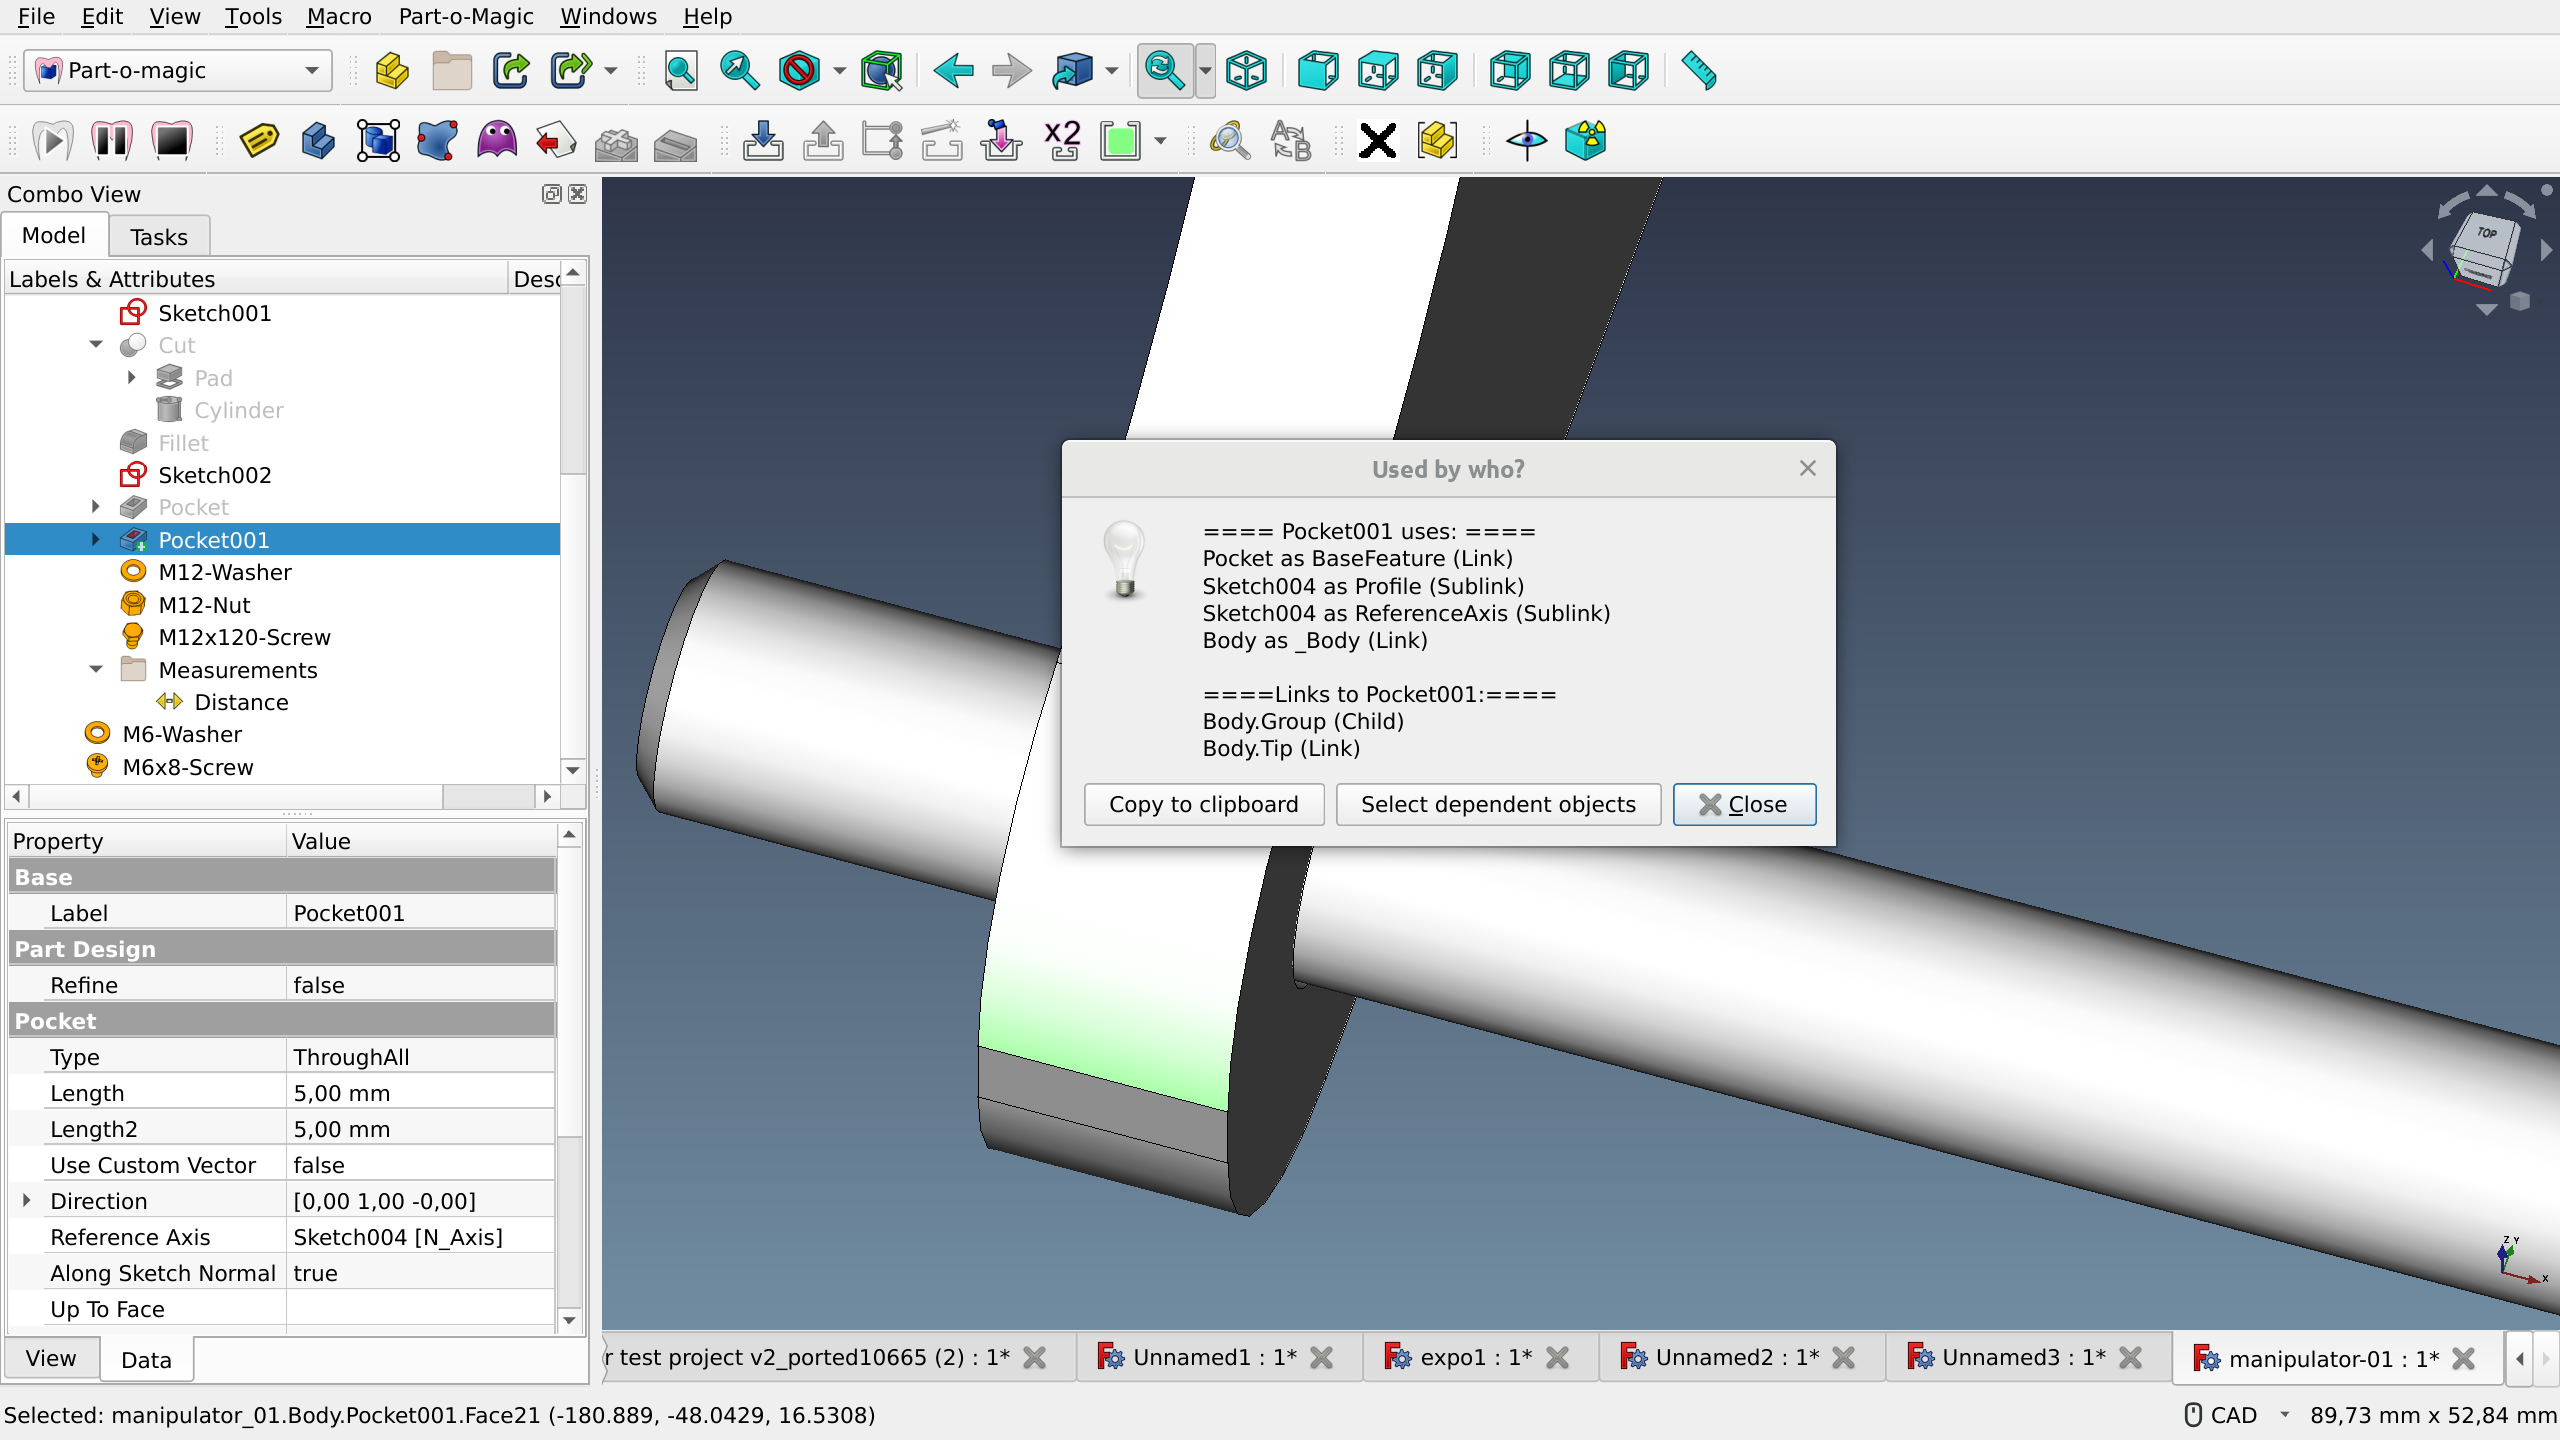 File Edit View Tools Macro Part-o-Magic Windows Help
Part-o-magic
x2
A B
Combo View
Model Tasks
Labels & Attributes Desc
Sketch001
Cut
Pad
Cylinder
Fillet
Sketch002
Pocket
Pocket001
M12-Washer
M12-Nut
M12x120-Screw
Measurements
Distance
M6-Washer
M6x8-Screw
Property Value
Base
Label Pocket001
Part Design
Refine false
Pocket
Type ThroughAll
Length 5,00 mm
Length2 5,00 mm
Use Custom Vector false
Direction [0,00 1,00 -0,00]
Reference Axis Sketch004 [N_Axis]
Along Sketch Normal true
Up To Face
View Data
TOP
Used by who?
==== Pocket001 uses: ====
Pocket as BaseFeature (Link)
Sketch004 as Profile (Sublink)
Sketch004 as ReferenceAxis (Sublink)
Body as _Body (Link)
====Links to Pocket001:====
Body.Group (Child)
Body.Tip (Link)
Copy to clipboard Select dependent objects Close
Z Y
X
r test project v2_ported10665 (2) : 1* Unnamed1 : 1* expo1 : 1* Unnamed2 : 1* Unnamed3 : 1* manipulator-01 : 1*
Selected: manipulator_01.Body.Pocket001.Face21 (-180.889, -48.0429, 16.5308) CAD 89,73 mm x 52,84 mm